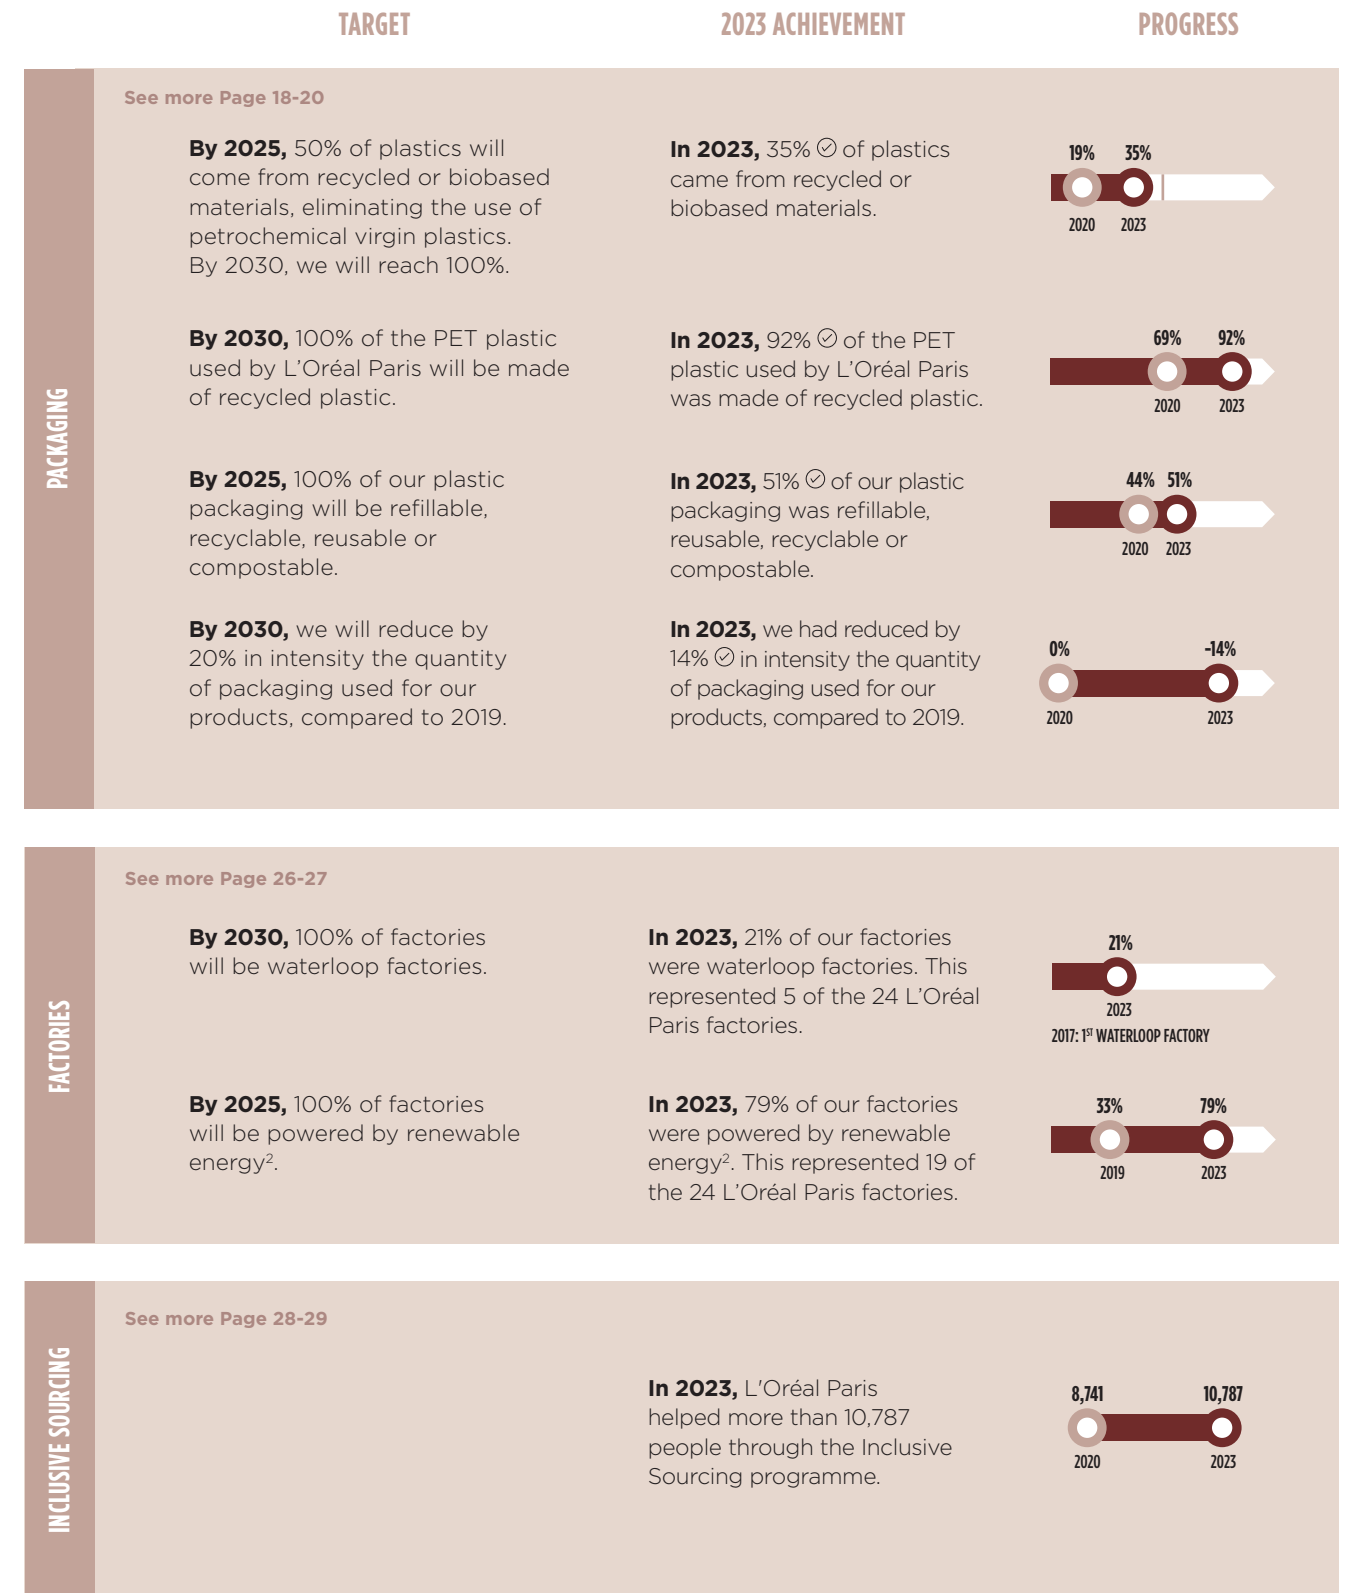 TARGET
2023 ACHIEVEMENT
PROGRESS
PACKAGING
See more Page 18-20
By 2025, 50% of plastics will
come from recycled or biobased
materials, eliminating the use of
petrochemical virgin plastics.
By 2030, we will reach 100%.
In 2023, 35% of plastics
came from recycled or
biobased materials.
19% 35%
2020 2023
By 2030, 100% of the PET plastic
used by L’Oréal Paris will be made
of recycled plastic.
In 2023, 92% of the PET
plastic used by L’Oréal Paris
was made of recycled plastic.
69% 92%
2020 2023
By 2025, 100% of our plastic
packaging will be refillable,
recyclable, reusable or
compostable.
In 2023, 51% of our plastic
packaging was refillable,
reusable, recyclable or
compostable.
44% 51%
2020 2023
By 2030, we will reduce by
20% in intensity the quantity
of packaging used for our
products, compared to 2019.
In 2023, we had reduced by
14% in intensity the quantity
of packaging used for our
products, compared to 2019.
0% -14%
2020 2023
FACTORIES
See more Page 26-27
By 2030, 100% of factories
will be waterloop factories.
In 2023, 21% of our factories
were waterloop factories. This
represented 5 of the 24 L’Oréal
Paris factories.
21%
2023
2017: 1ST WATERLOOP FACTORY
By 2025, 100% of factories
will be powered by renewable
energy².
In 2023, 79% of our factories
were powered by renewable
energy². This represented 19 of
the 24 L’Oréal Paris factories.
33% 79%
2019 2023
INCLUSIVE SOURCING
See more Page 28-29
In 2023, L'Oréal Paris
helped more than 10,787
people through the Inclusive
Sourcing programme.
8,741 10,787
2020 2023